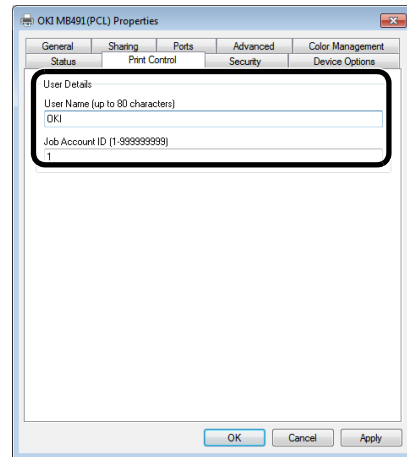 OKI MB491(PCL) Properties
General Sharing Ports Advanced Color Management
Status Print Control Security Device Options
User Details
User Name (up to 80 characters)
OKI
Job Account ID (1-999999999)
1
OK Cancel Apply